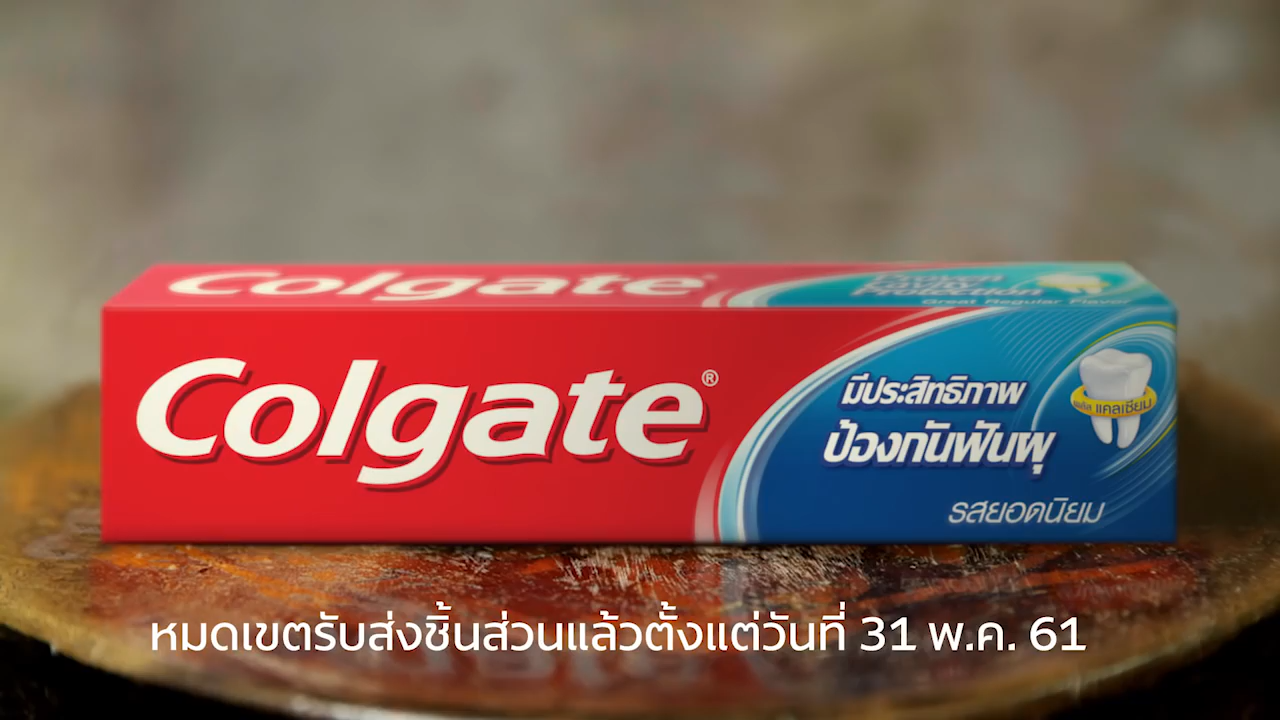 Colgate
Proven
Cavity
Protection
Great Regular Flavor
Colgate®
มีประสิทธิภาพ
ป้องกันฟันผุ
แคลเซียม
รสยอดนิยม
หมดเขตรับส่งชิ้นส่วนแล้วตั้งแต่วันที่ 31 พ.ค. 61